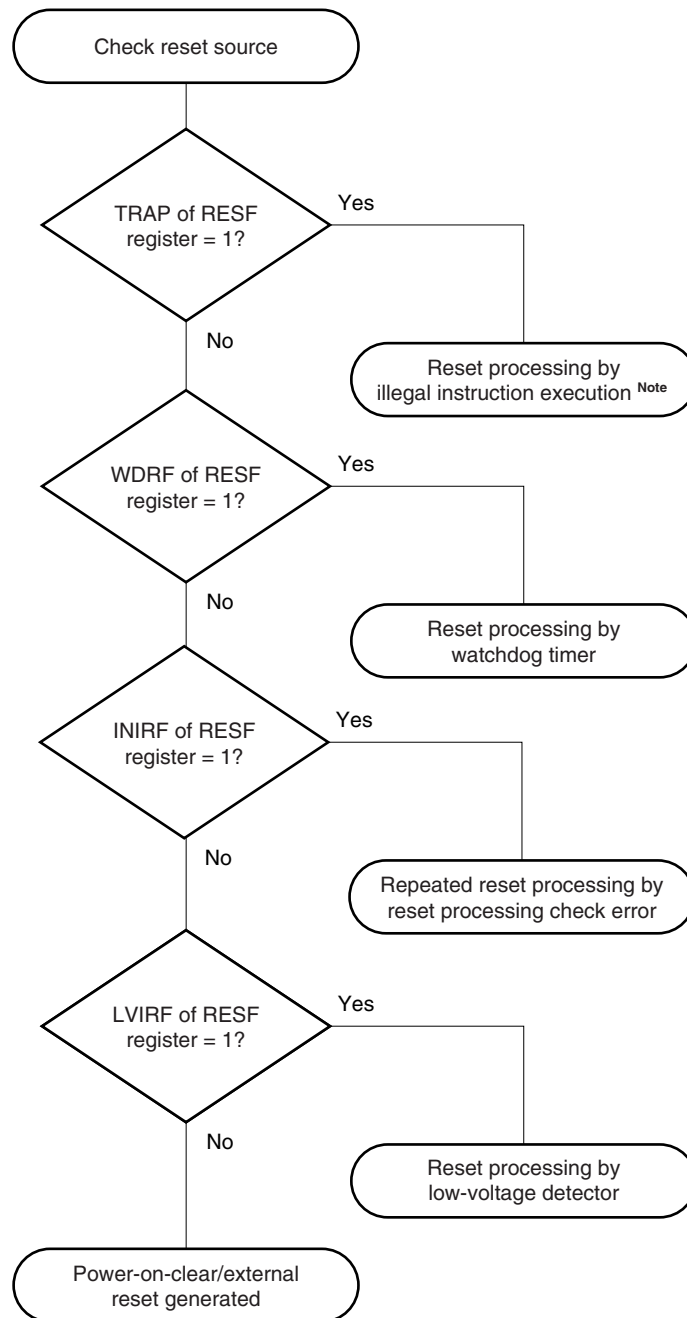 Check reset source
TRAP of RESF
register = 1?
Yes
No
Reset processing by
illegal instruction execution Note
WDRF of RESF
register = 1?
Yes
No
Reset processing by
watchdog timer
INIRF of RESF
register = 1?
Yes
No
Repeated reset processing by
reset processing check error
LVIRF of RESF
register = 1?
Yes
No
Reset processing by
low-voltage detector
Power-on-clear/external
reset generated